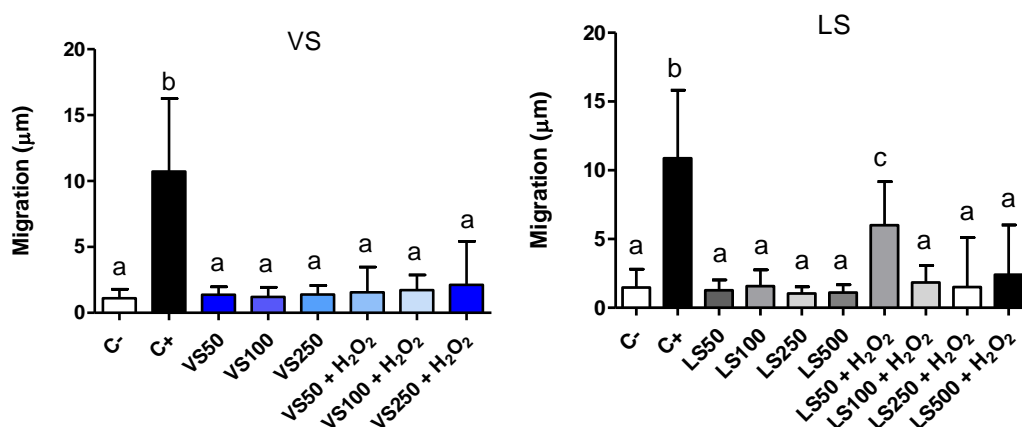 VS
Migration (μm)
20
15
10
5
0
a
b
a
a
a
a
a
a
C-
C+
VS50
VS100
VS250
VS50 + H₂O₂
VS100 + H₂O₂
VS250 + H₂O₂
LS
Migration (μm)
20
15
10
5
0
a
b
a
a
a
a
c
a
a
a
C-
C+
LS50
LS100
LS250
LS500
LS50 + H₂O₂
LS100 + H₂O₂
LS250 + H₂O₂
LS500 + H₂O₂